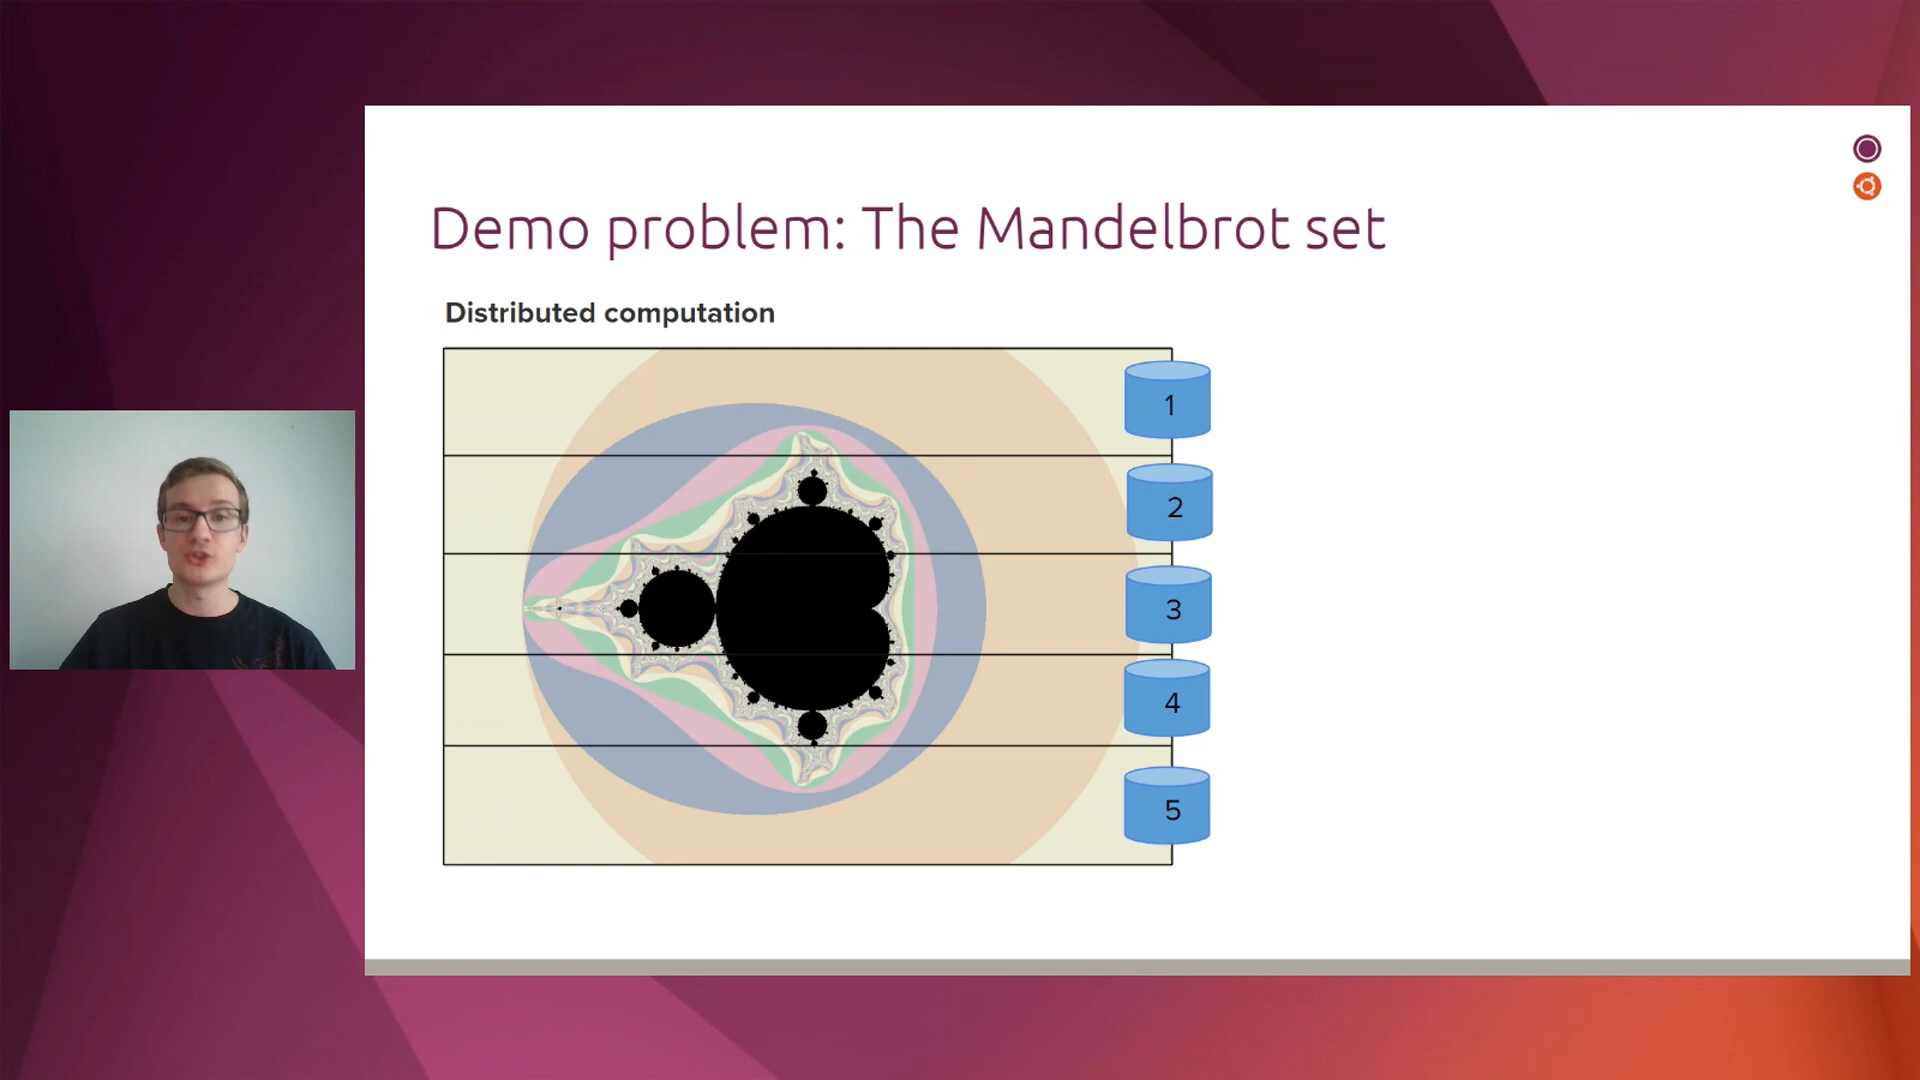 Demo problem: The Mandelbrot set
Distributed computation
1
2
3
4
5